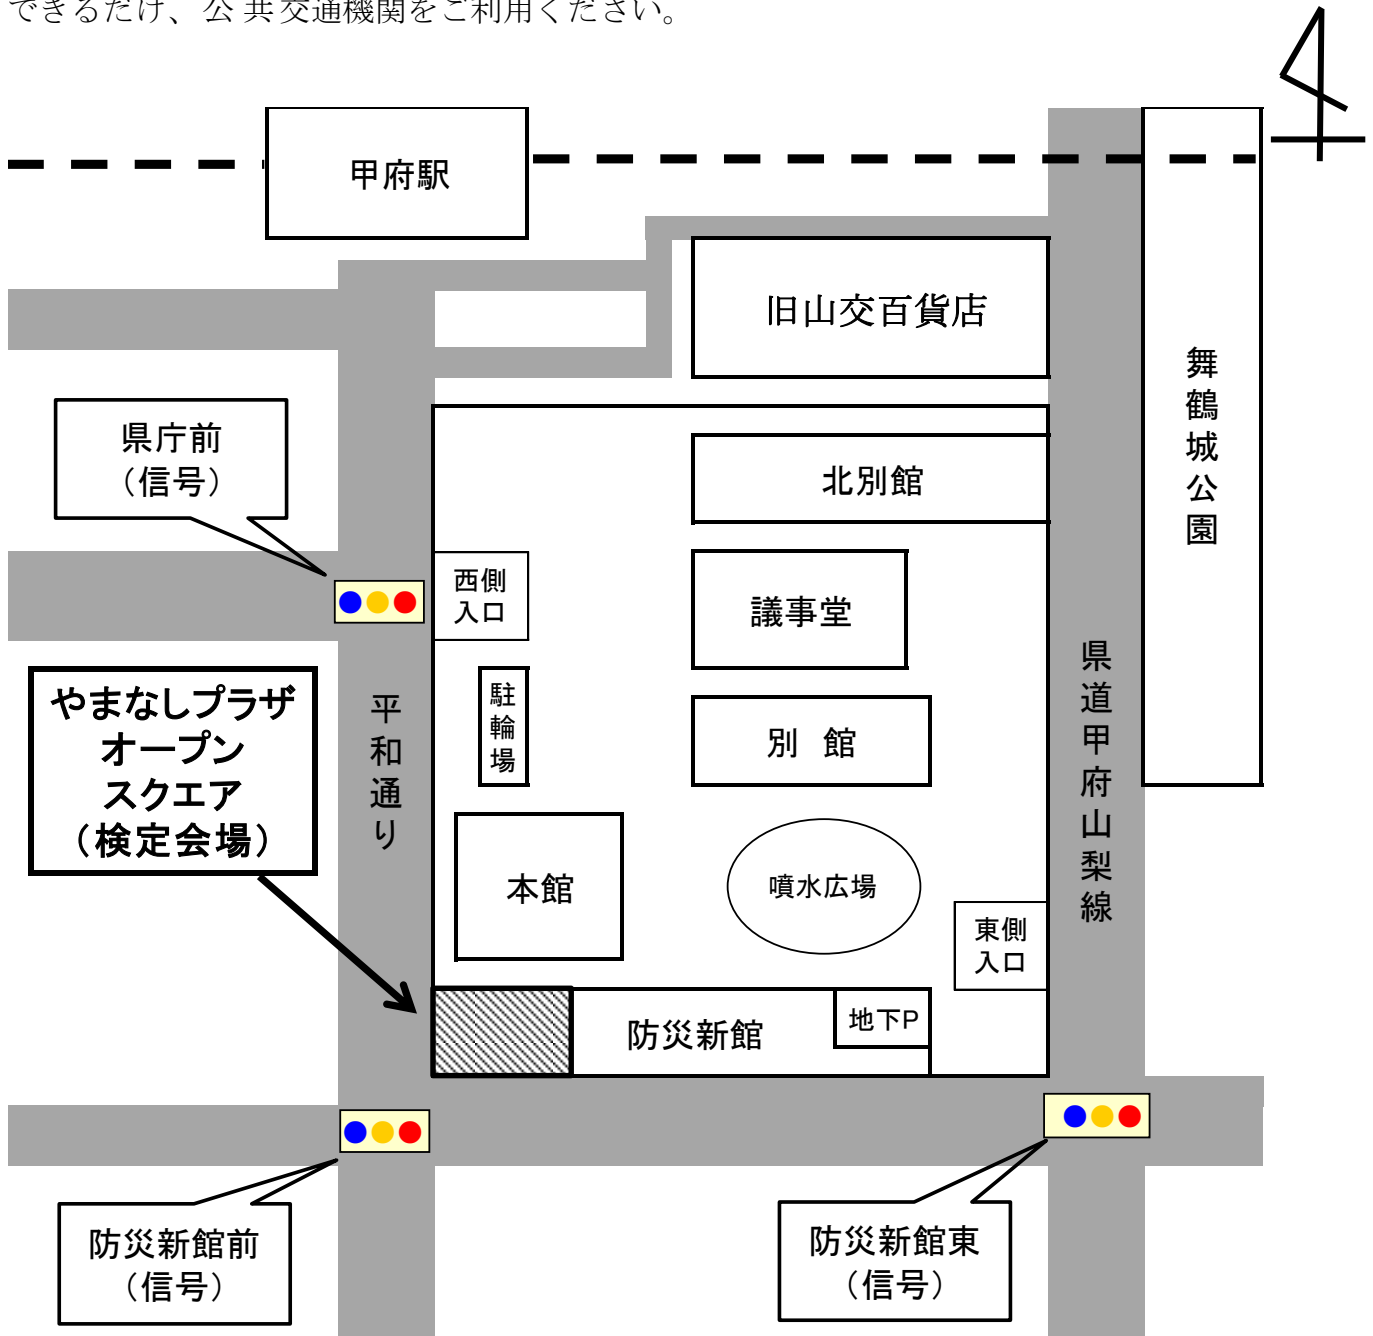 できるだけ、公共交通機関をご利用ください。
甲府駅
旧山交百貨店
舞鶴城公園
県庁前
（信号）
北別館
西側
入口
議事堂
やまなしプラザ
オープン
スクエア
（検定会場）
平和通り
駐輪場
別 館
県道甲府山梨線
本館
噴水広場
東側
入口
防災新館
地下P
防災新館前
（信号）
防災新館東
（信号）